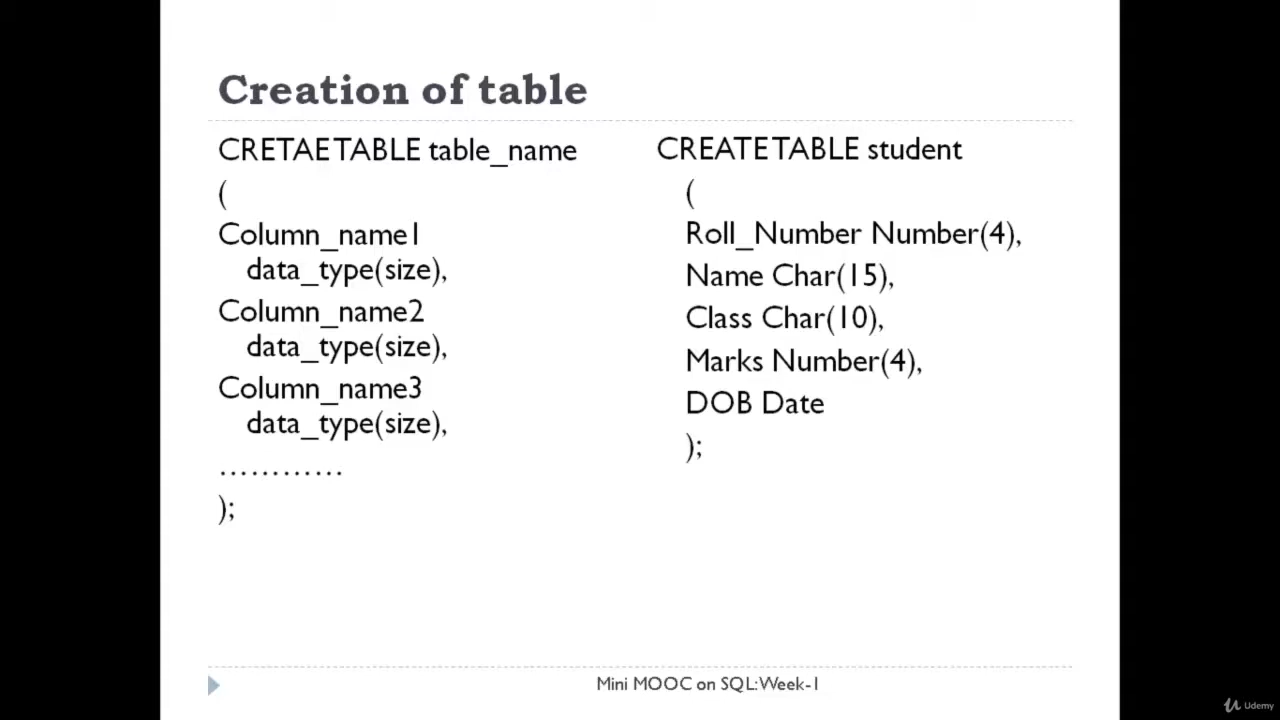 Creation of table
CRETAE TABLE table_name
(
Column_name1
data_type(size),
Column_name2
data_type(size),
Column_name3
data_type(size),
…………
);
CREATE TABLE student
(
Roll_Number Number(4),
Name Char(15),
Class Char(10),
Marks Number(4),
DOB Date
);
Mini MOOC on SQL:Week-1
Udemy